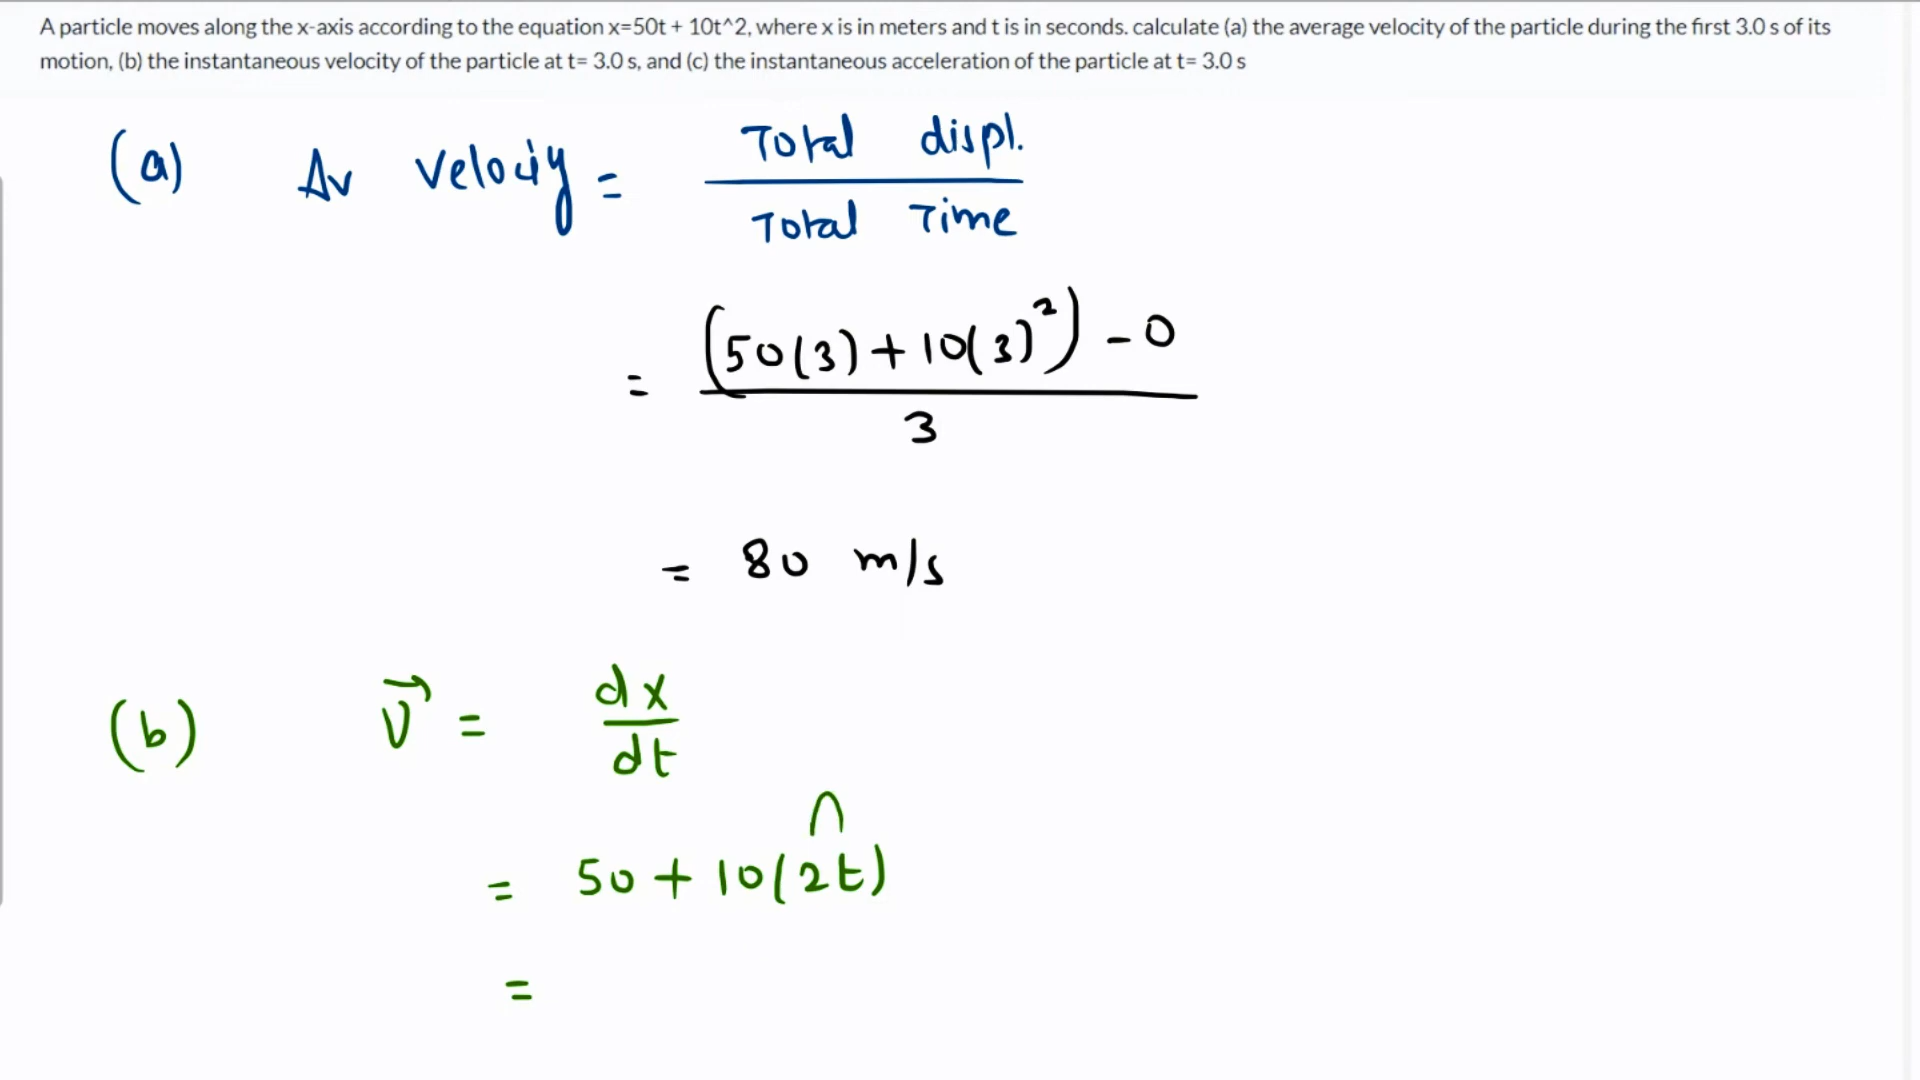 A particle moves along the x-axis according to the equation x=50t + 10t^2, where x is in meters and t is in seconds. calculate (a) the average velocity of the particle during the first 3.0 s of its
motion, (b) the instantaneous velocity of the particle at t= 3.0 s, and (c) the instantaneous acceleration of the particle at t= 3.0 s
(a) Av velociy = Total displ. / Total Time
= ((50(3) + 10(3)²) - 0) / 3
= 80 m/s
(b) v⃗ = dx/dt
= 50 + 10(2t)
=